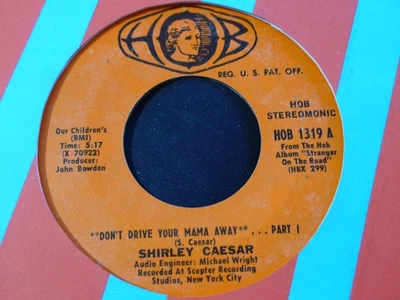 HOB
REG. U. S. PAT. OFF.
HOB
STEREOMONIC
HOB 1319 A
From The Hob
Album "Stranger
On The Road"
(HBX 299)
Our Children's
(BMI)
Time: 5:17
(X 70922)
Producer:
John Bowden
**DON'T DRIVE YOUR MAMA AWAY** . . . PART I
(S. Caesar)
SHIRLEY CAESAR
Audio Engineer: Michael Wright
Recorded At Scepter Recording
Studios, New York City